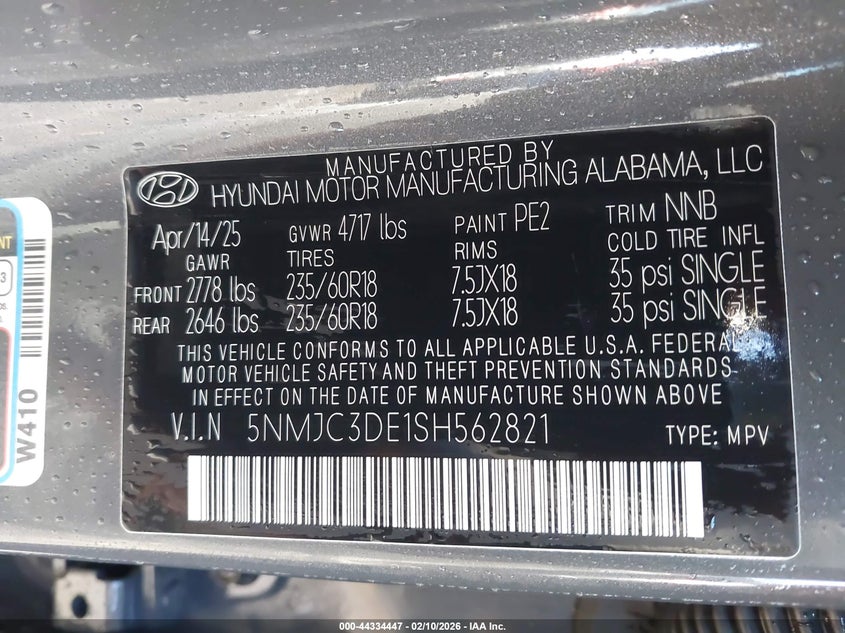 MANUFACTURED BY
HYUNDAI MOTOR MANUFACTURING ALABAMA, LLC
Apr/14/25 GVWR 4717 lbs PAINT PE2 TRIM NNB
GAWR TIRES RIMS COLD TIRE INFL
FRONT 2778 lbs 235/60R18 7.5JX18 35 psi SINGLE
REAR 2646 lbs 235/60R18 7.5JX18 35 psi SINGLE
THIS VEHICLE CONFORMS TO ALL APPLICABLE U.S.A. FEDERAL
MOTOR VEHICLE SAFETY AND THEFT PREVENTION STANDARDS
IN EFFECT ON THE DATE OF MANUFACTURE SHOWN ABOVE
V.I.N 5NMJC3DE1SH562821 TYPE: MPV
W410
000-44334447 - 02/10/2026 - IAA Inc.